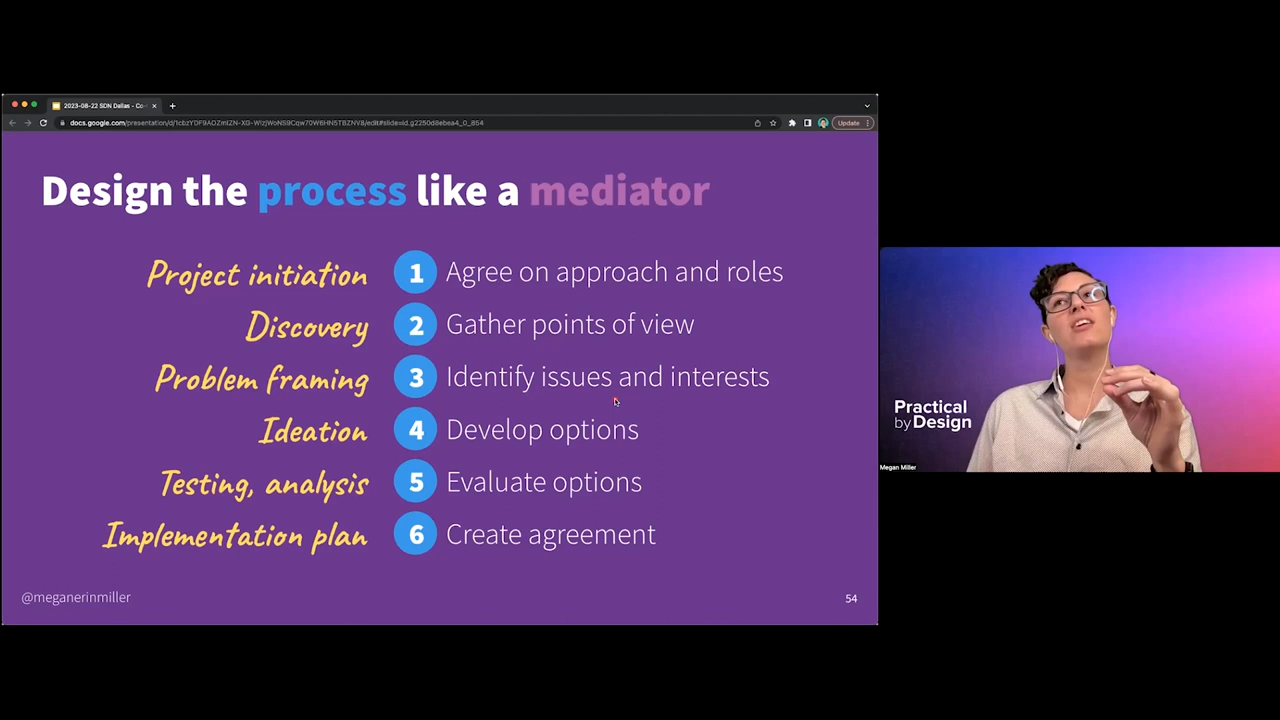 2023-08-22 SDN Dallas - Co-
Update
Design the process like a mediator
Project initiation 1 Agree on approach and roles
Discovery 2 Gather points of view
Problem framing 3 Identify issues and interests
Ideation 4 Develop options
Testing, analysis 5 Evaluate options
Implementation plan 6 Create agreement
@meganerinmiller
54
Practical
by Design
Megan Miller